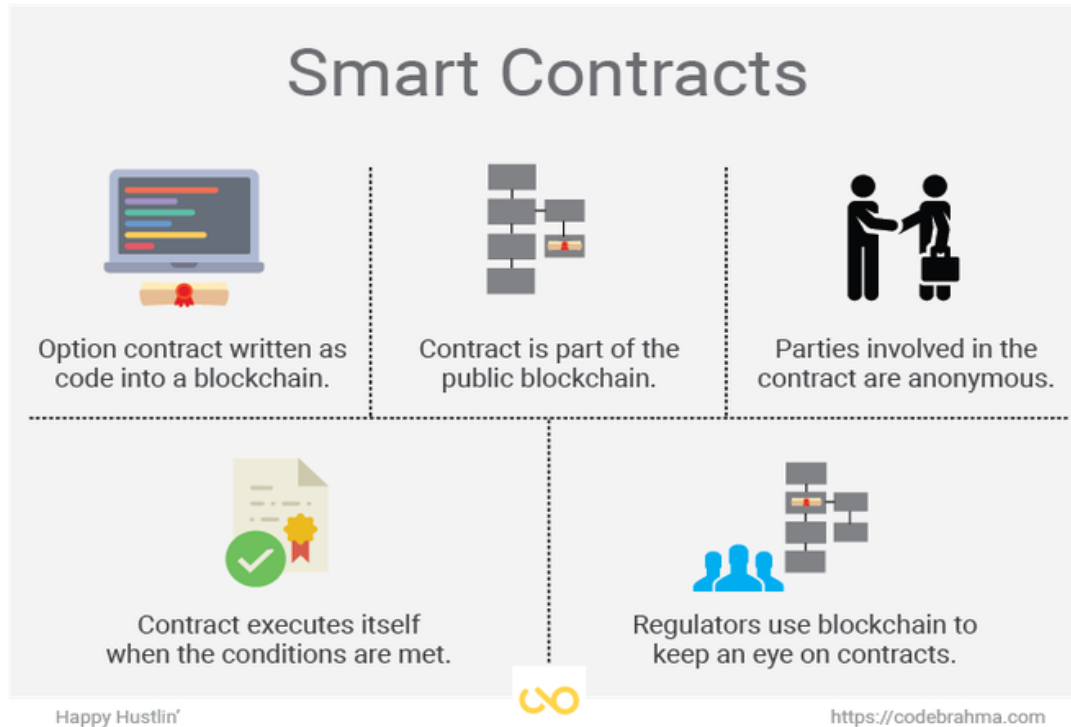 Smart Contracts
Option contract written as
code into a blockchain.
Contract is part of the
public blockchain.
Parties involved in the
contract are anonymous.
Contract executes itself
when the conditions are met.
Regulators use blockchain to
keep an eye on contracts.
Happy Hustlin'
https://codebrahma.com